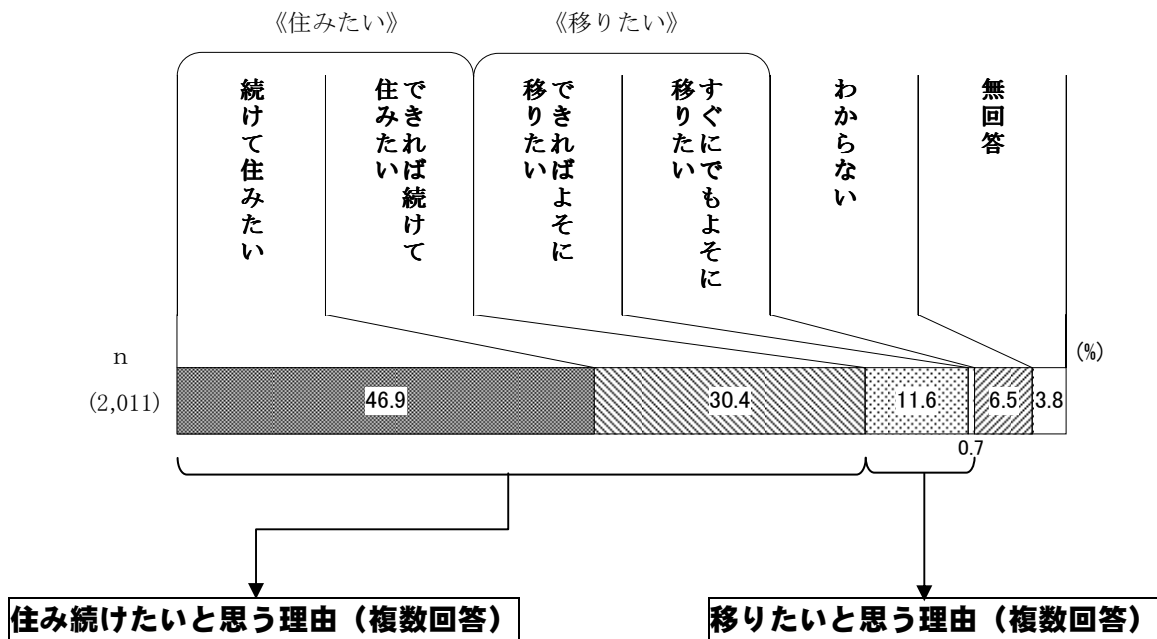 《住みたい》
《移りたい》
続けて住みたい
できれば続けて
住みたい
できればよそに
移りたい
すぐにでもよそに
移りたい
わからない
無回答
n
(%)
(2,011)
46.9
30.4
11.6
6.5
3.8
0.7
住み続けたいと思う理由（複数回答）
移りたいと思う理由（複数回答）